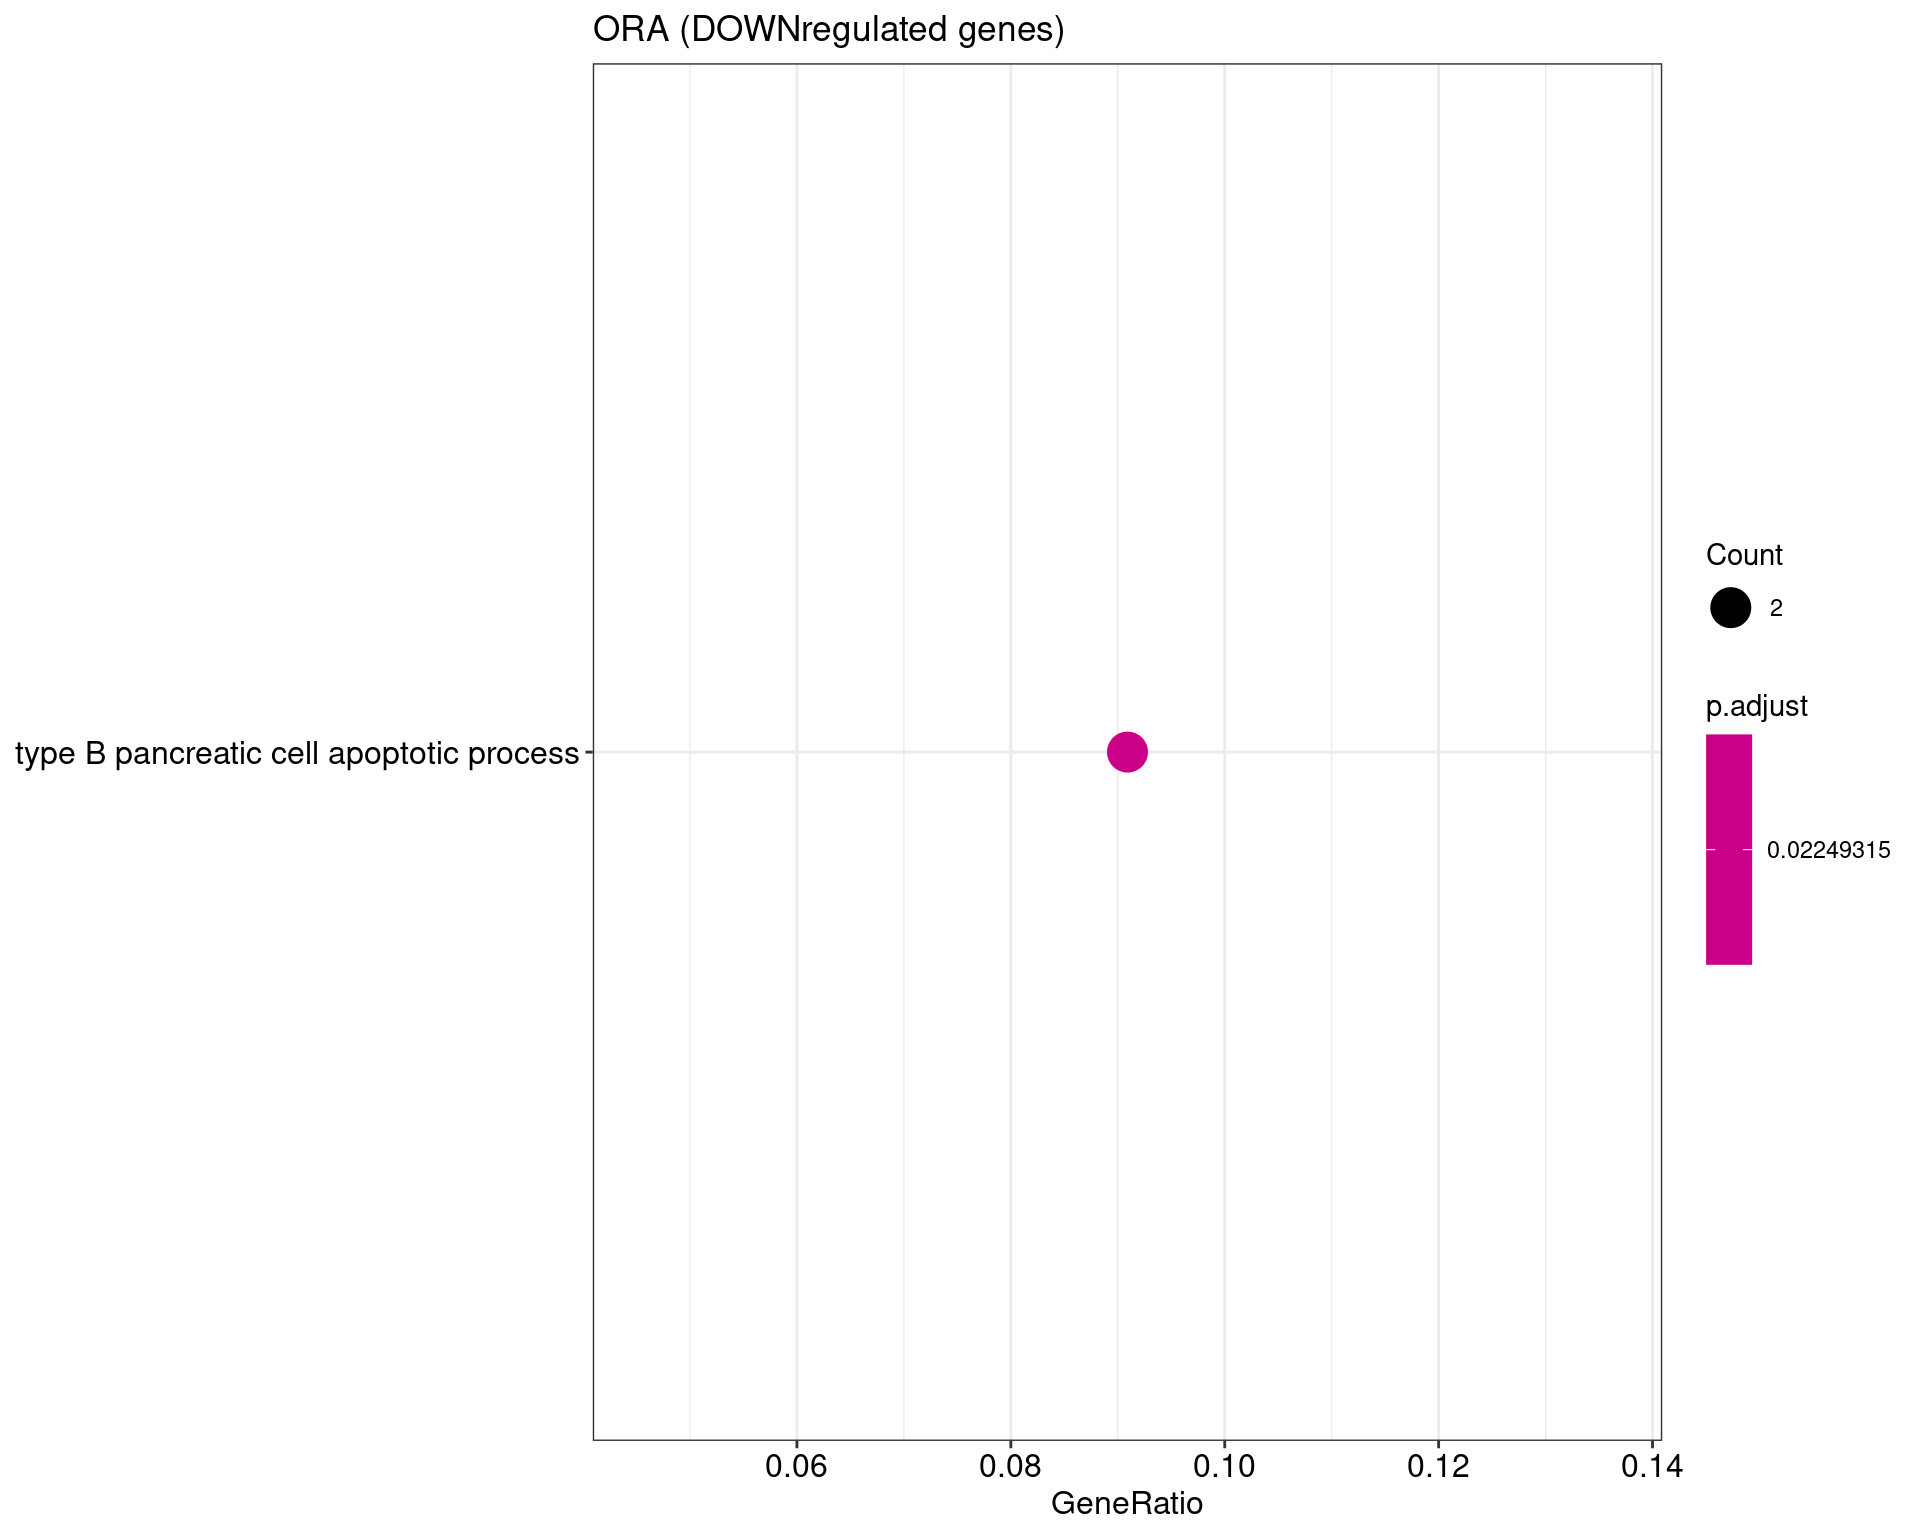 ORA (DOWNregulated genes)
type B pancreatic cell apoptotic process
0.06 0.08 0.10 0.12 0.14
GeneRatio
Count
2
p.adjust
0.02249315